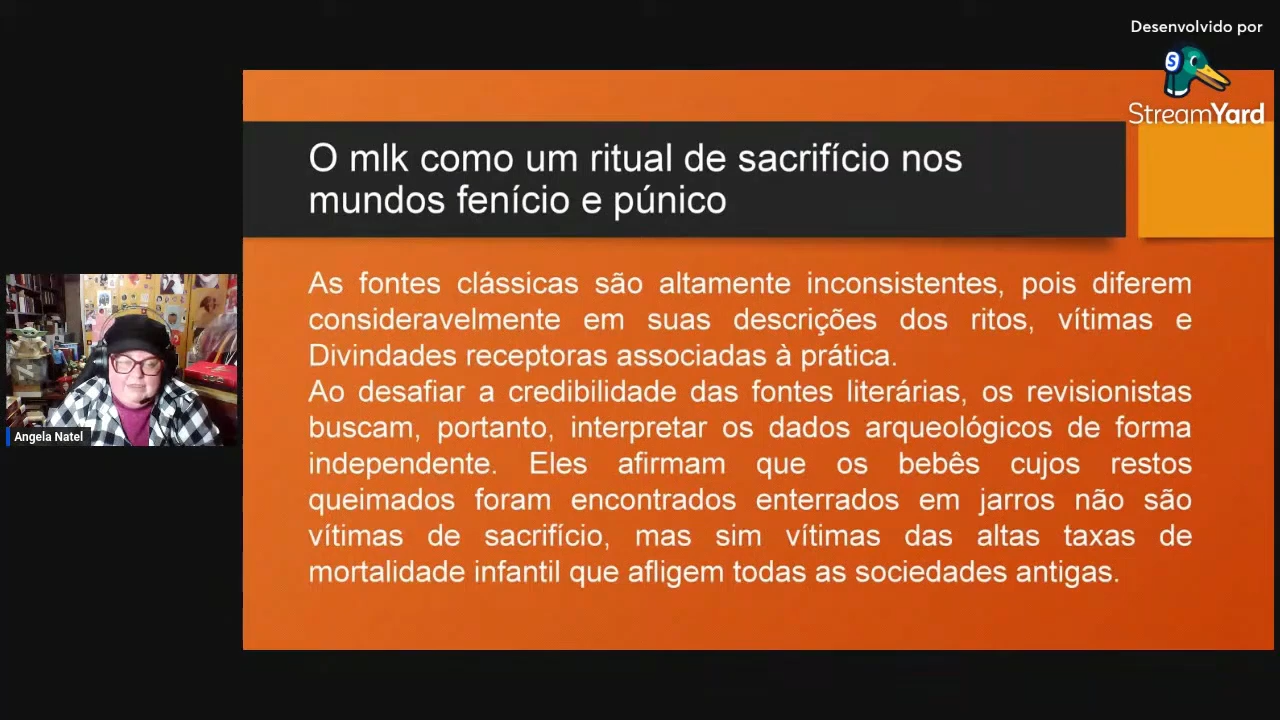 Desenvolvido por
StreamYard
O mlk como um ritual de sacrifício nos
mundos fenício e púnico
As fontes clássicas são altamente inconsistentes, pois diferem
consideravelmente em suas descrições dos ritos, vítimas e
Divindades receptoras associadas à prática.
Ao desafiar a credibilidade das fontes literárias, os revisionistas
buscam, portanto, interpretar os dados arqueológicos de forma
independente. Eles afirmam que os bebês cujos restos
queimados foram encontrados enterrados em jarros não são
vítimas de sacrifício, mas sim vítimas das altas taxas de
mortalidade infantil que afligem todas as sociedades antigas.
Angela Natel